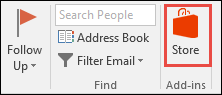 Search People
Address Book
Filter Email
Follow
Up
Store
Find
Add-ins